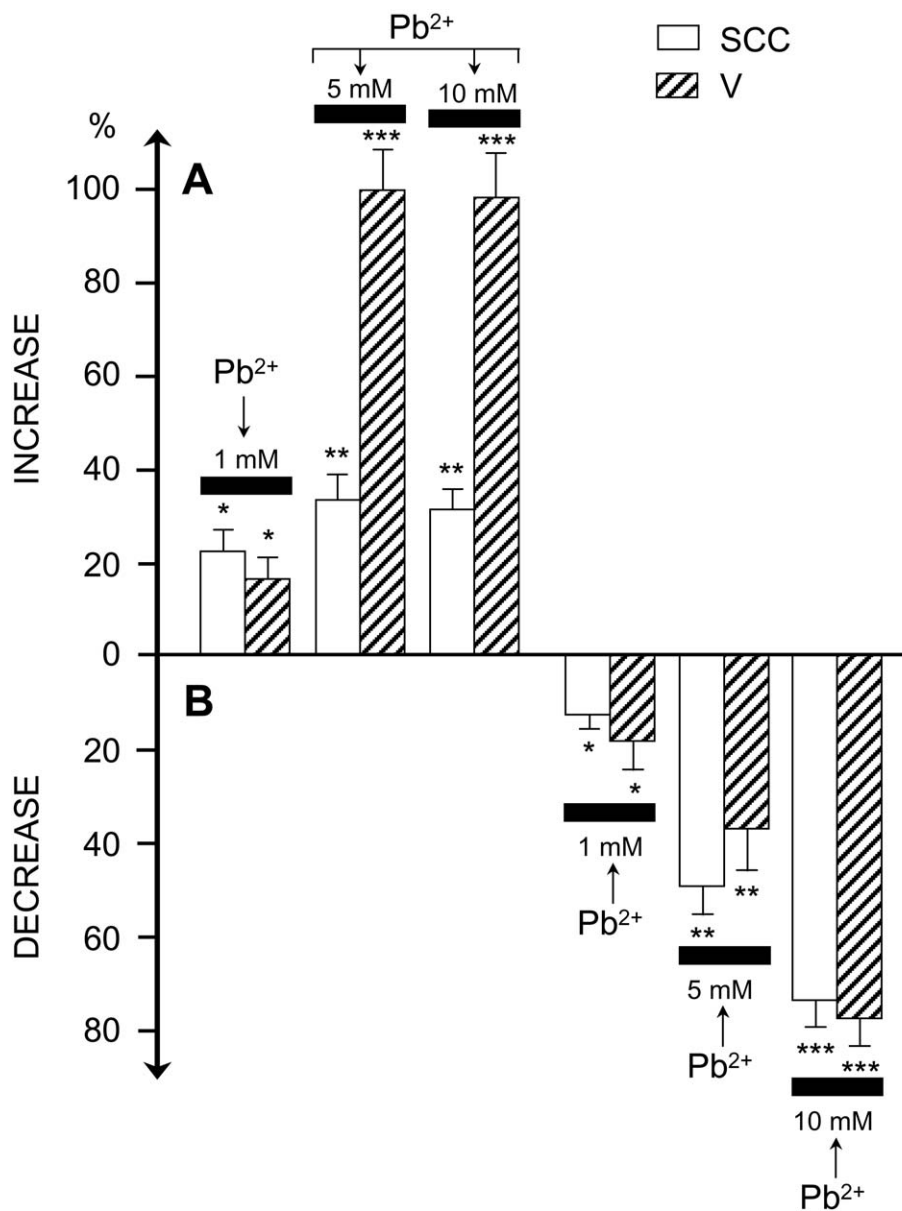 Pb²⁺
SCC
V
5 mM
10 mM
%
***
***
A
100
80
INCREASE
60
Pb²⁺
1 mM
40
**
**
*
*
20
0
B
20
*
*
DECREASE
1 mM
40
Pb²⁺
**
**
60
5 mM
80
Pb²⁺
***
***
10 mM
Pb²⁺